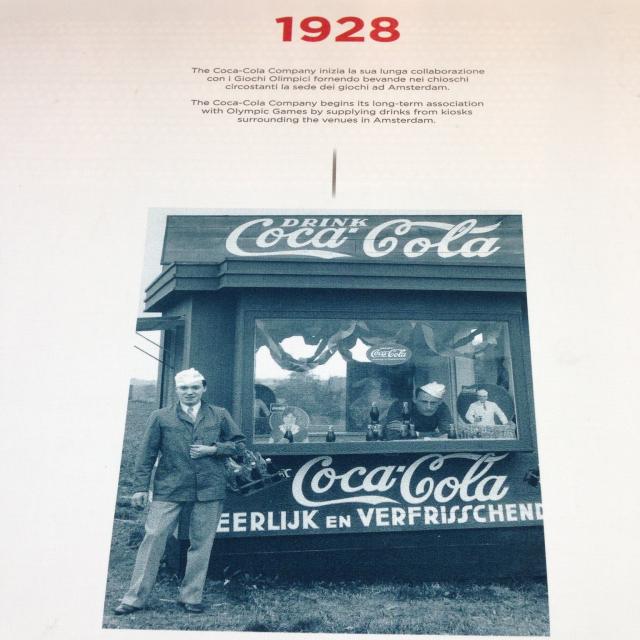 1928
The Coca-Cola Company inizia la sua lunga collaborazione
con i Giochi Olimpici fornendo bevande nei chioschi
circostanti la sede dei giochi ad Amsterdam.
The Coca-Cola Company begins its long-term association
with Olympic Games by supplying drinks from kiosks
surrounding the venues in Amsterdam.
DRINK
Coca-Cola
Coca-Cola
Coca-Cola
EERLIJK EN VERFRISSCHEND